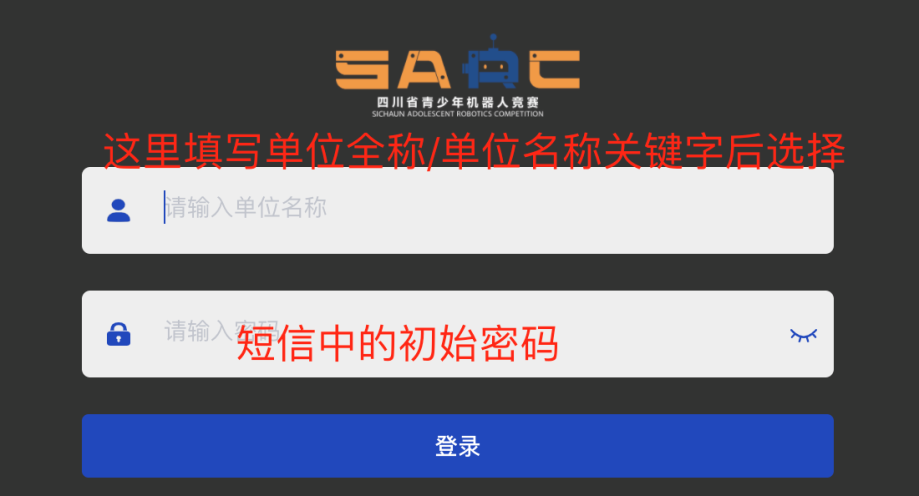 SARC
四川省青少年机器人竞赛
SICHAUN ADOLESCENT ROBOTICS COMPETITION
这里填写单位全称/单位名称关键字后选择
请输入单位名称
请输入密码
短信中的初始密码
登录